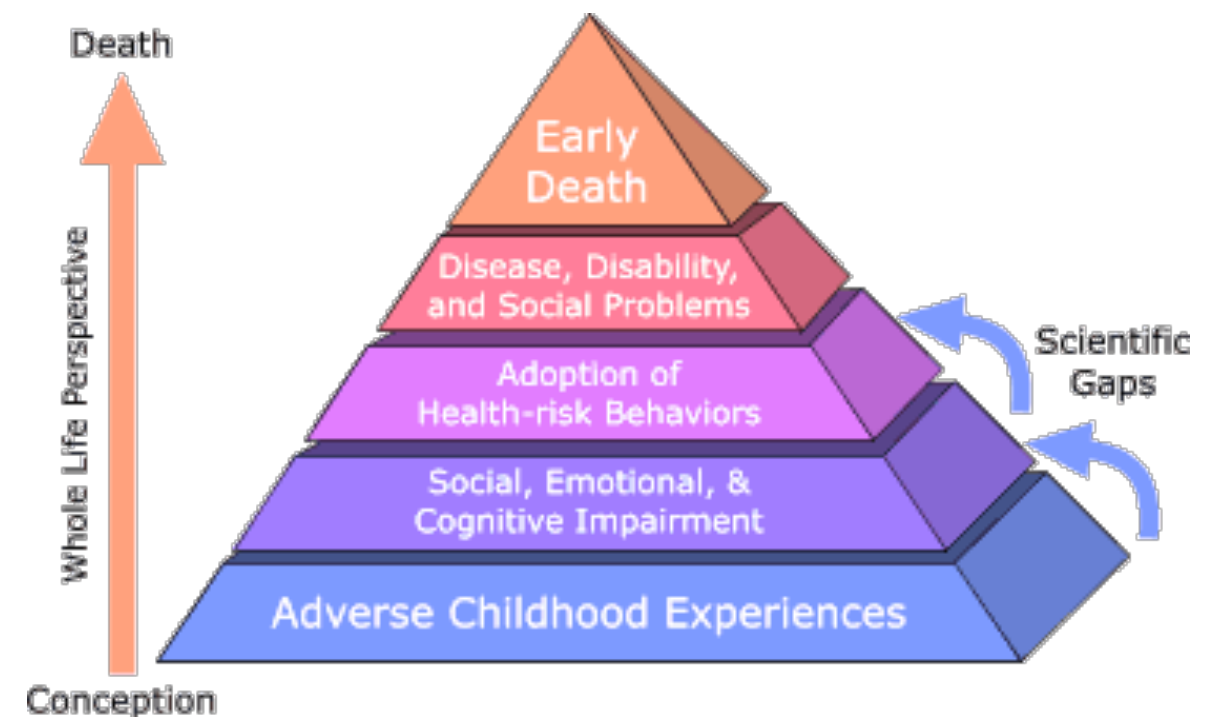 Death
Whole Life Perspective
Conception
Early
Death
Disease, Disability,
and Social Problems
Adoption of
Health-risk Behaviors
Social, Emotional, &
Cognitive Impairment
Adverse Childhood Experiences
Scientific
Gaps